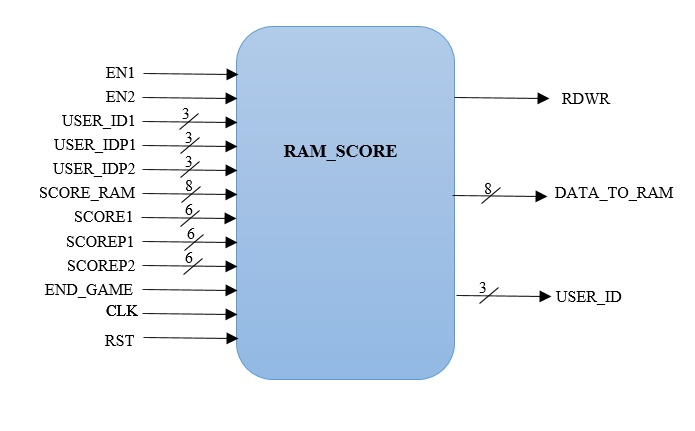 EN1
EN2
USER_ID1 3
USER_IDP1 3
USER_IDP2 3
SCORE_RAM 8
SCORE1 6
SCOREP1 6
SCOREP2 6
END_GAME
CLK
RST
RAM_SCORE
RDWR
8 DATA_TO_RAM
3 USER_ID